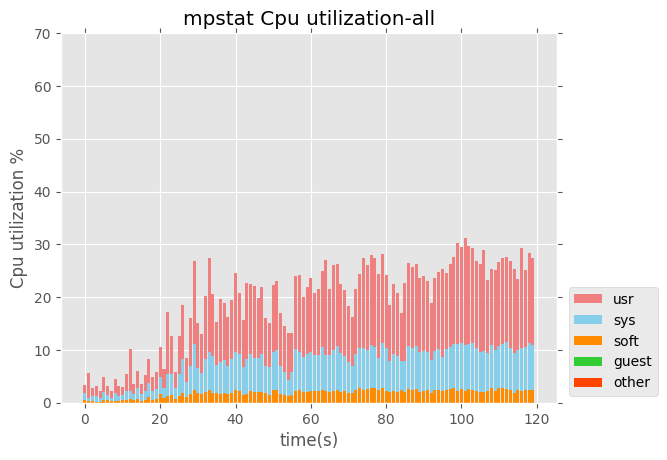 mpstat Cpu utilization-all
Cpu utilization %
70
60
50
40
30
20
10
0
0
20
40
60
80
100
120
time(s)
usr
sys
soft
guest
other